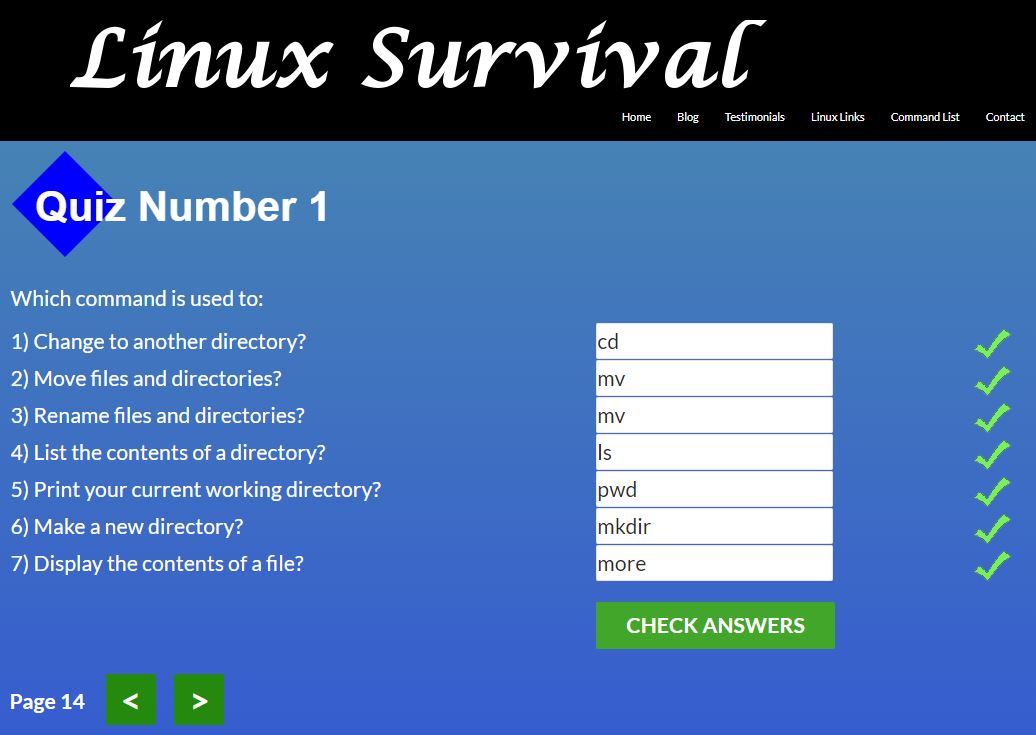 Linux Survival
Home Blog Testimonials Linux Links Command List Contact
Quiz Number 1
Which command is used to:
1) Change to another directory? cd
2) Move files and directories? mv
3) Rename files and directories? mv
4) List the contents of a directory? ls
5) Print your current working directory? pwd
6) Make a new directory? mkdir
7) Display the contents of a file? more
CHECK ANSWERS
Page 14 < >